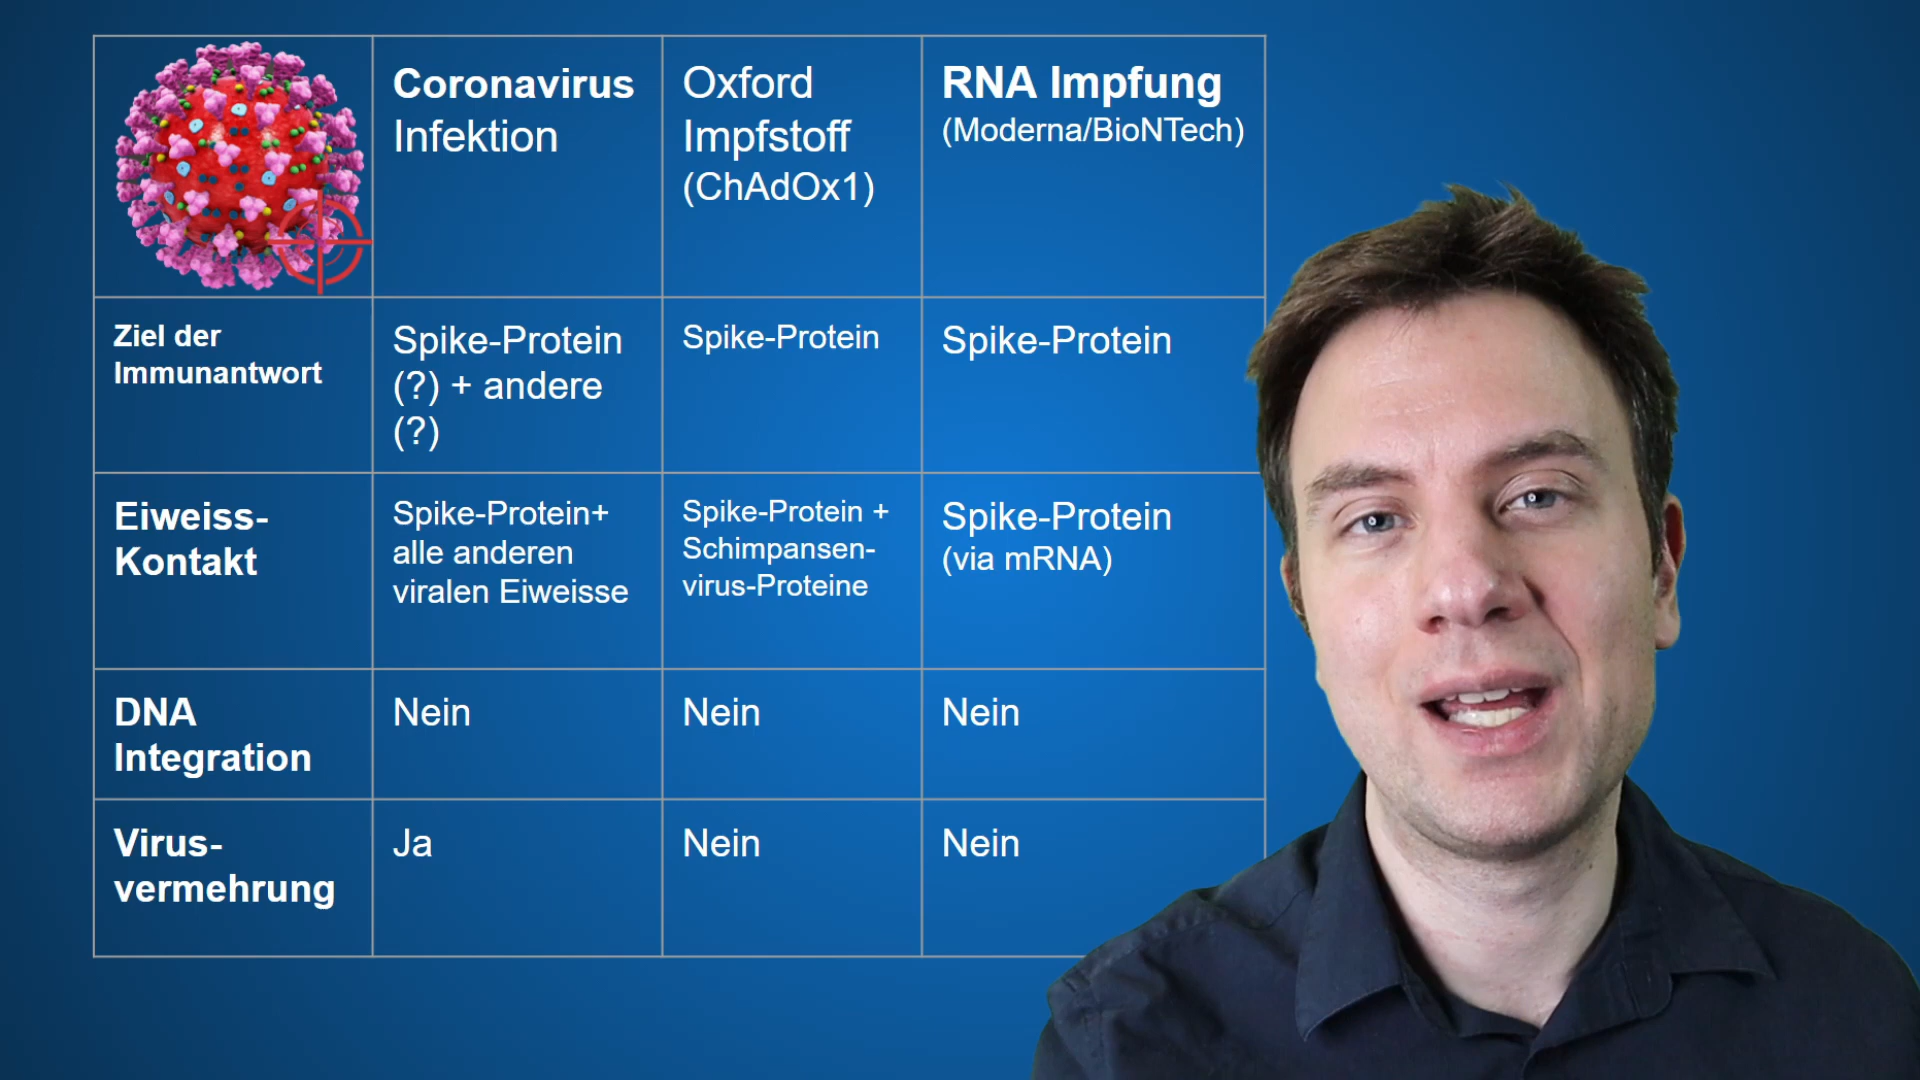 Coronavirus
Infektion
Oxford
Impfstoff
(ChAdOx1)
RNA Impfung
(Moderna/BioNTech)
Ziel der
Immunantwort
Spike-Protein
(?) + andere
(?)
Spike-Protein
Spike-Protein
Eiweiss-
Kontakt
Spike-Protein+
alle anderen
viralen Eiweisse
Spike-Protein +
Schimpansen-
virus-Proteine
Spike-Protein
(via mRNA)
DNA
Integration
Nein
Nein
Nein
Virus-
vermehrung
Ja
Nein
Nein